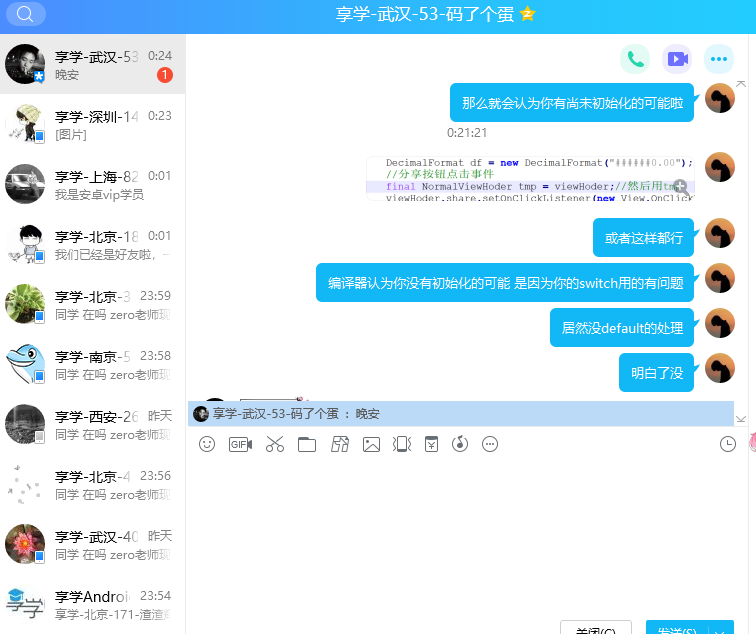 享学-武汉-53-码了个蛋
享学-武汉-53
0:24
晚安
1
享学-深圳-14
0:23
[图片]
享学-上海-82
0:01
我是安卓vip学员
享学-北京-18
0:01
我们已经是好友啦，一
享学-北京-3
23:59
同学 在吗 zero老师现
享学-南京-5
23:58
同学 在吗 zero老师现
享学-西安-26
昨天
同学 在吗 zero老师现
享学-北京-4
23:56
同学 在吗 zero老师现
享学-武汉-40
昨天
同学 在吗 zero老师现
享学Androi
23:54
享学-北京-171-渣渣
那么就会认为你有尚未初始化的可能啦
0:21:21
DecimalFormat df = new DecimalFormat("######0.00");
//分享按钮点击事件
final NormalViewHoder tmp = viewHoder;//然后用tm
viewHoder.share.setOnClickListener(new View.OnClick
或者这样都行
编译器认为你没有初始化的可能 是因为你的switch用的有问题
居然没default的处理
明白了没
享学-武汉-53-码了个蛋 : 晚安
GIF
关闭(C)
发送(S)